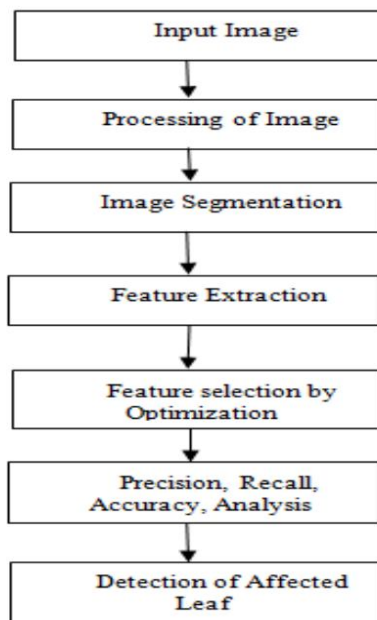 Input Image
Processing of Image
Image Segmentation
Feature Extraction
Feature selection by
Optimization
Precision, Recall,
Accuracy, Analysis
Detection of Affected
Leaf